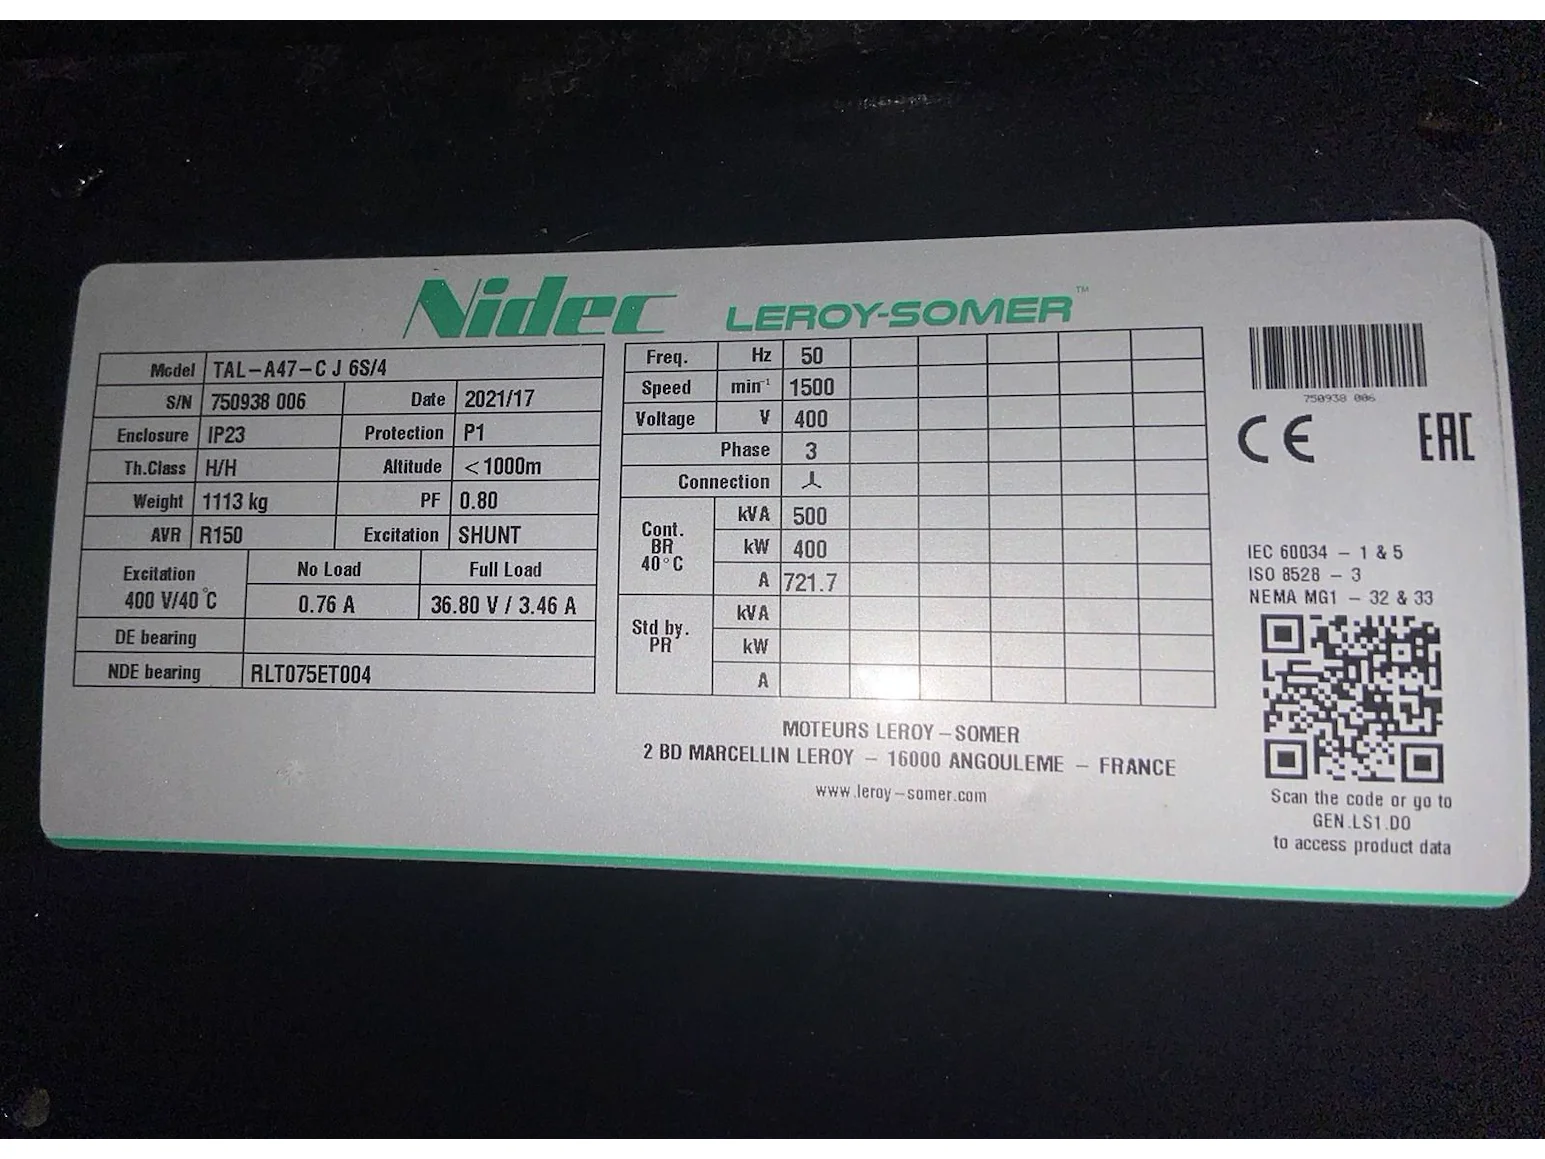 Nidec LEROY-SOMER™
Model TAL-A47-C J 6S/4
S/N 750938 006 Date 2021/17
Enclosure IP23 Protection P1
Th.Class H/H Altitude <1000m
Weight 1113 kg PF 0.80
AVR R150 Excitation SHUNT
Excitation 400 V/40°C No Load Full Load
0.76 A 36.80 V / 3.46 A
DE bearing
NDE bearing RLT075ET004
Freq. Hz 50
Speed min-1 1500
Voltage V 400
Phase 3
Connection
Cont. BR 40°C
kVA 500
kW 400
A 721.7
Std by. PR
kVA
kW
A
MOTEURS LEROY-SOMER
2 BD MARCELLIN LEROY - 16000 ANGOULEME - FRANCE
www.leroy-somer.com
750938 006
CE EAC
IEC 60034 - 1 & 5
ISO 8528 - 3
NEMA MG1 - 32 & 33
Scan the code or go to
GEN.LS1.DO
to access product data